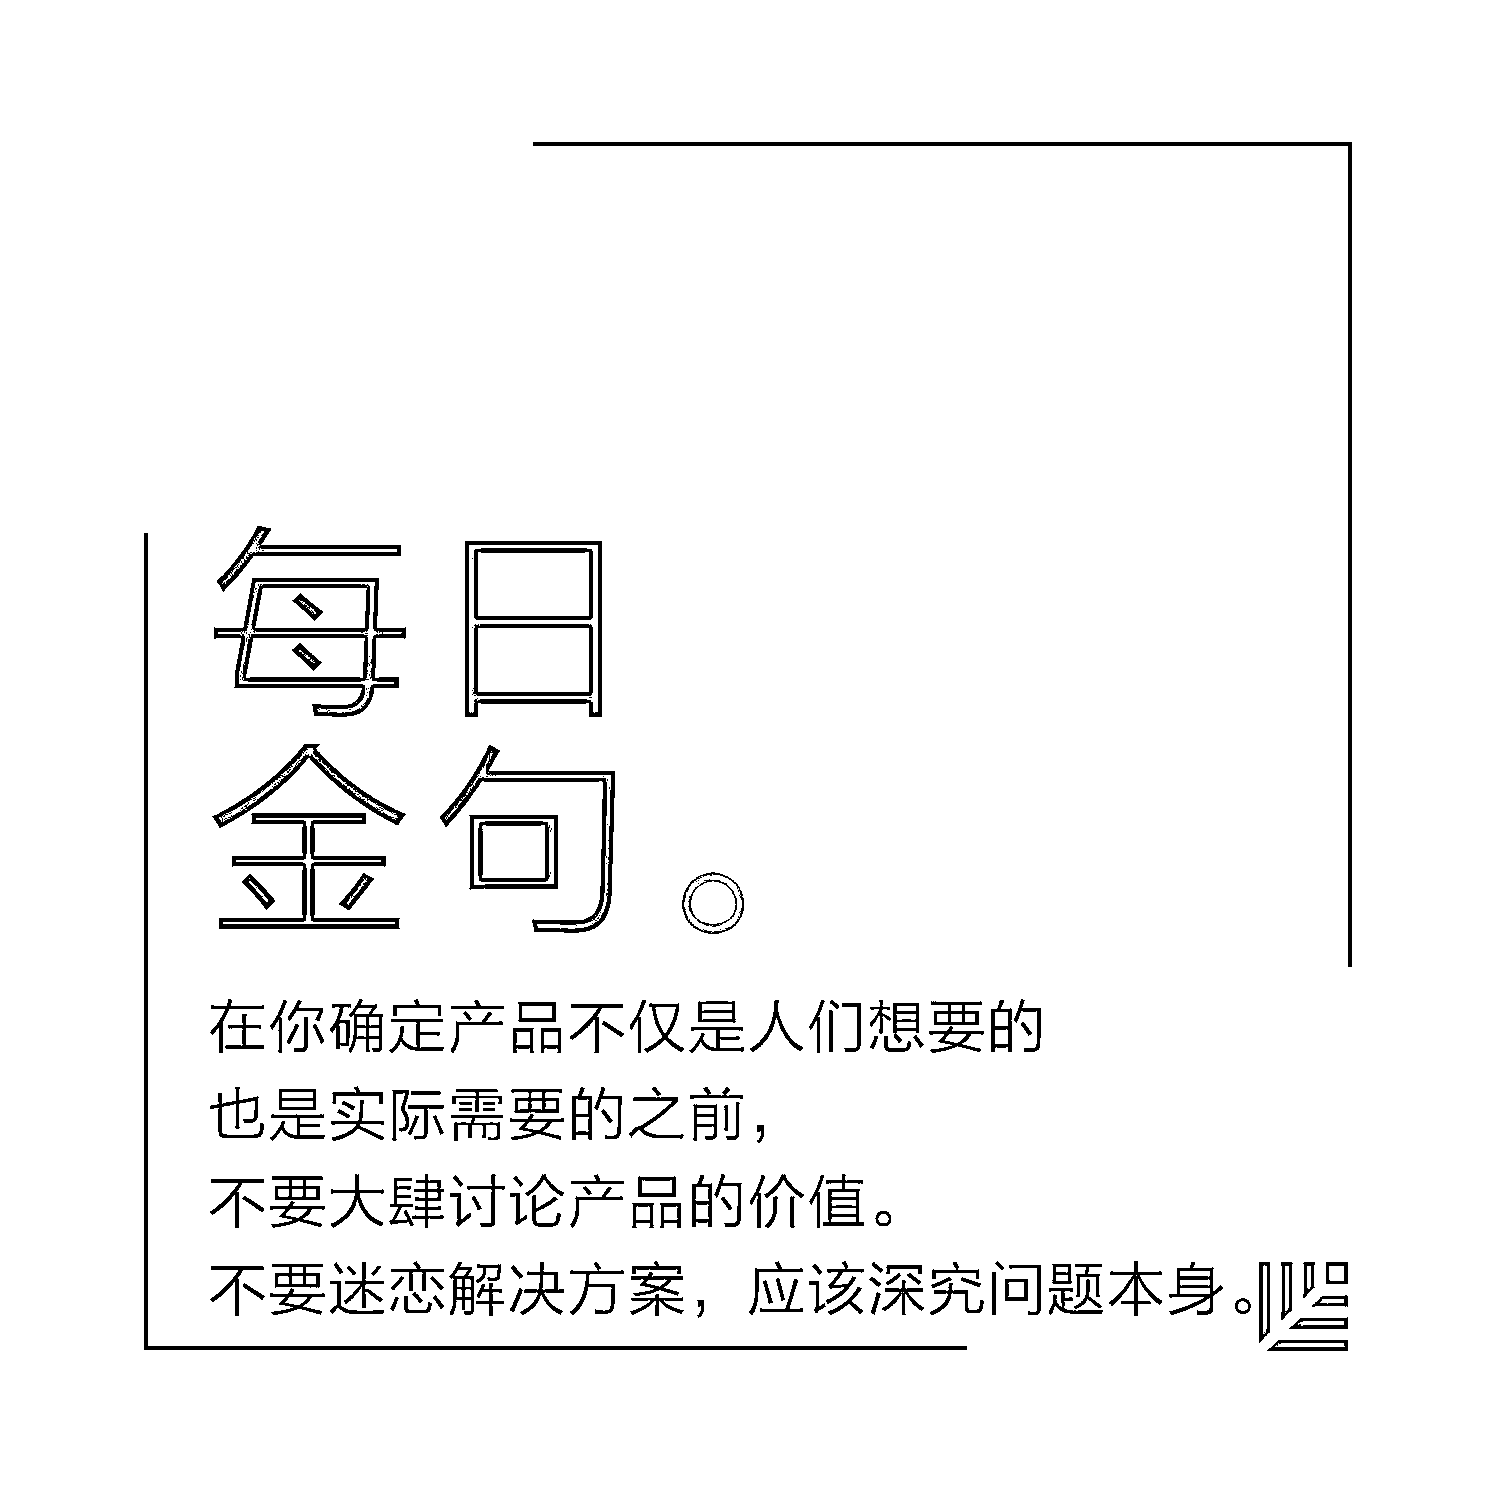 每日
金句。
在你确定产品不仅是人们想要的
也是实际需要的之前，
不要大肆讨论产品的价值。
不要迷恋解决方案，应该深究问题本身。